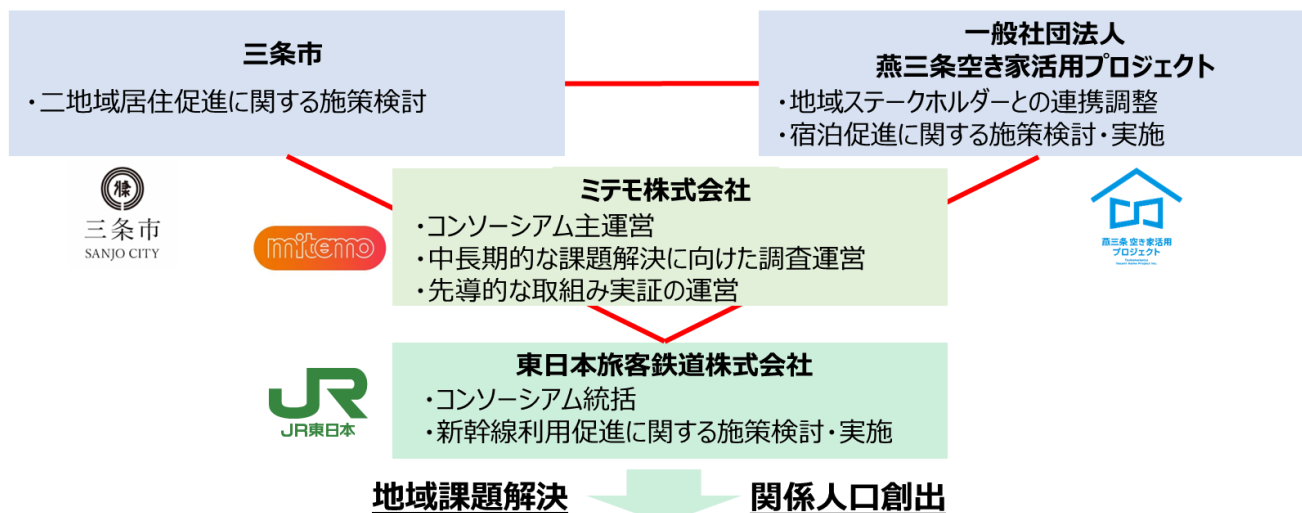 三条市
・二地域居住促進に関する施策検討
一般社団法人
燕三条空き家活用プロジェクト
・地域ステークホルダーとの連携調整
・宿泊促進に関する施策検討・実施
三条市
SANJO CITY
mitemo
ミテモ株式会社
・コンソーシアム主運営
・中長期的な課題解決に向けた調査運営
・先導的な取組み実証の運営
燕三条 空き家活用
プロジェクト
JR
JR東日本
東日本旅客鉄道株式会社
・コンソーシアム統括
・新幹線利用促進に関する施策検討・実施
地域課題解決
関係人口創出